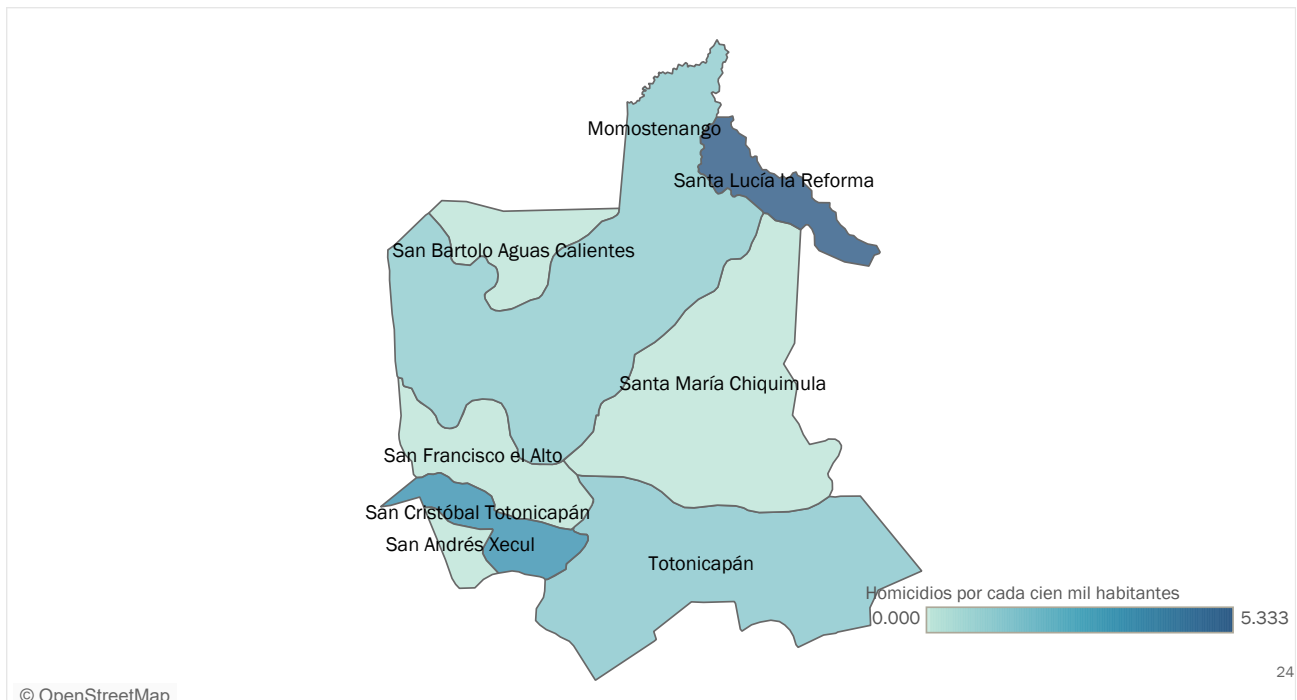 Momostenango
Santa Lucía la Reforma
San Bartolo Aguas Calientes
Santa María Chiquimula
San Francisco el Alto
San Cristóbal Totonicapán
San Andrés Xecul
Totonicapán
Homicidios por cada cien mil habitantes
0.000 5.333
24
© OpenStreetMap